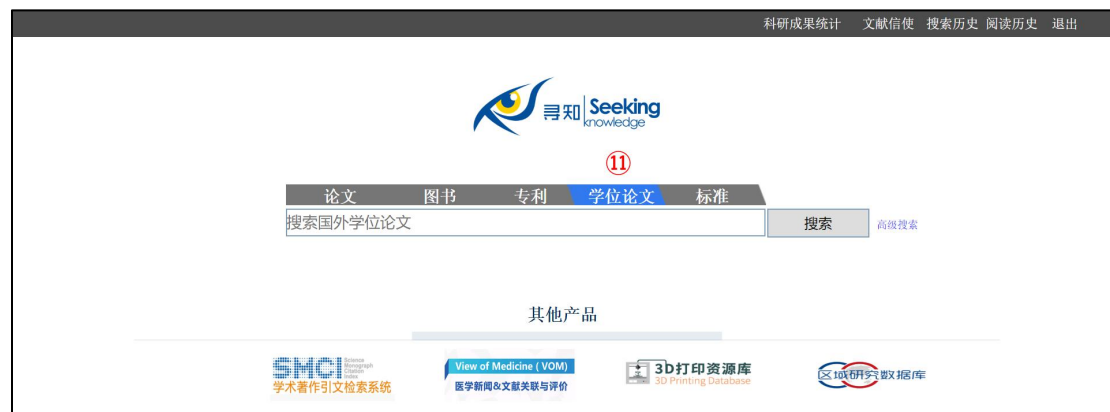 科研成果统计 文献信使 搜索历史 阅读历史 退出
寻知 Seeking
knowledge
⑪
论文 图书 专利 学位论文 标准
搜索国外学位论文 搜索 高级搜索
其他产品
SMCI Science Monograph Citation Index
学术著作引文检索系统
View of Medicine ( VOM)
医学新闻&文献关联与评价
3D打印资源库
3D Printing Database
区域研究数据库